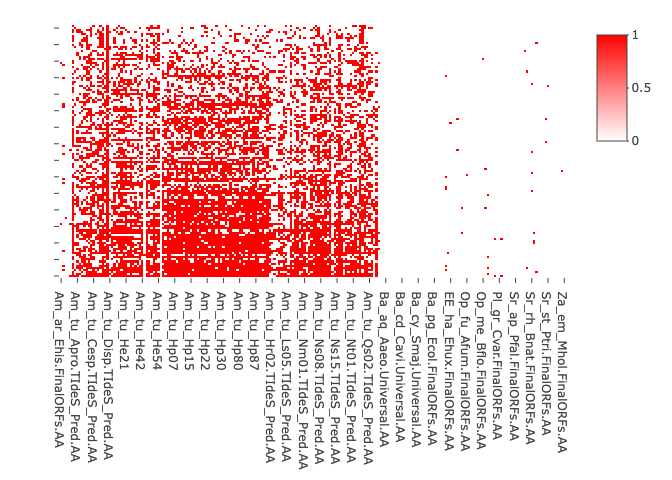 1
0.5
0
Am_ar_Ehis.FinalORFs.AA
Am_tu_Apro.TIdeS_Pred.AA
Am_tu_Cesp.TIdeS_Pred.AA
Am_tu_Disp.TIdeS_Pred.AA
Am_tu_He21
Am_tu_He42
Am_tu_He54
Am_tu_Hp07
Am_tu_Hp15
Am_tu_Hp22
Am_tu_Hp30
Am_tu_Hp80
Am_tu_Hp87
Am_tu_Hr02.TIdeS_Pred.AA
Am_tu_Ls05.TIdeS_Pred.AA
Am_tu_Nm01.TIdeS_Pred.AA
Am_tu_Ns08.TIdeS_Pred.AA
Am_tu_Ns15.TIdeS_Pred.AA
Am_tu_Nt01.TIdeS_Pred.AA
Am_tu_Qs02.TIdeS_Pred.AA
Ba_aq_Aaeo.Universal.AA
Ba_cd_Cavi.Universal.AA
Ba_cy_Smaj.Universal.AA
Ba_pg_Ecol.FinalORFs.AA
EE_ha_Ehux.FinalORFs.AA
Op_fu_Afum.FinalORFs.AA
Op_me_Bflo.FinalORFs.AA
Pl_gr_Cvar.FinalORFs.AA
Sr_ap_Pfal.FinalORFs.AA
Sr_rh_Bnat.FinalORFs.AA
Sr_st_Ptri.FinalORFs.AA
Za_em_Mhol.FinalORFs.AA